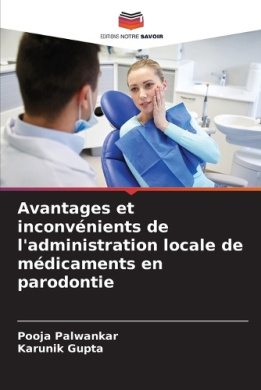 EDITIONS NOTRE SAVOIR
Avantages et
inconvénients de
l'administration locale de
médicaments en
parodontie
Pooja Palwankar
Karunik Gupta